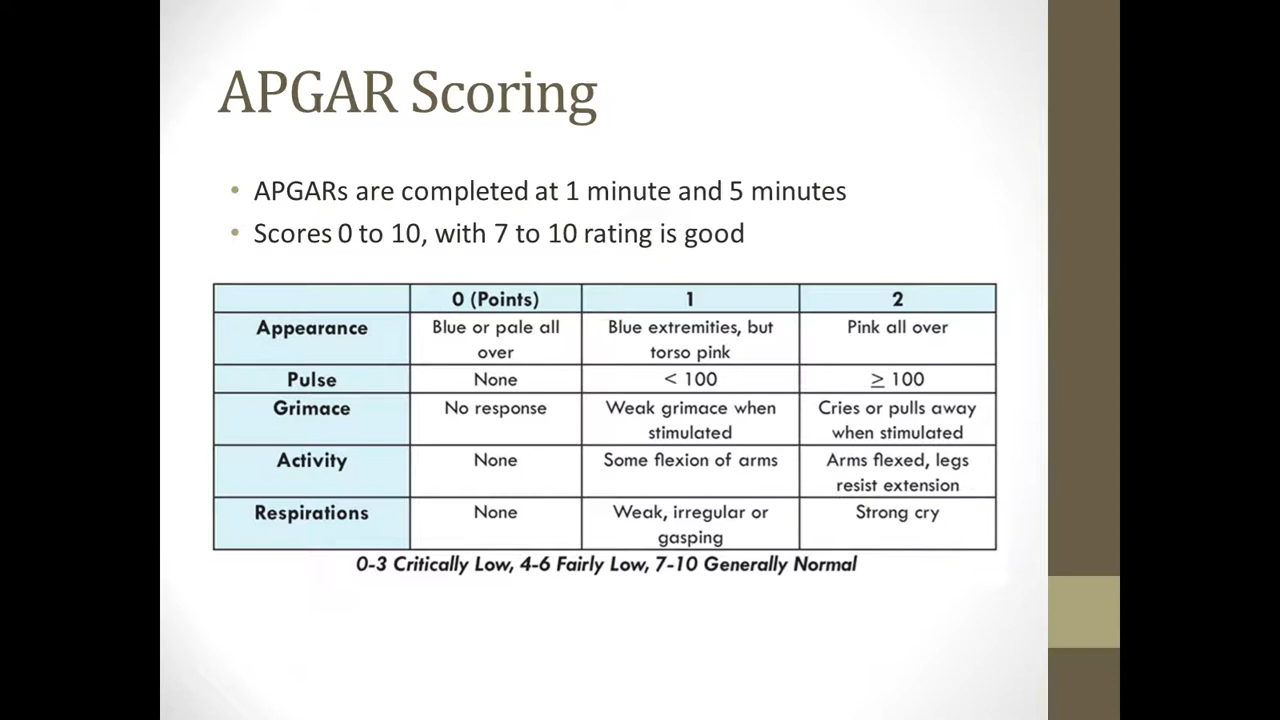 APGAR Scoring
• APGARs are completed at 1 minute and 5 minutes
• Scores 0 to 10, with 7 to 10 rating is good
0 (Points) 1 2
Appearance Blue or pale all Blue extremities, but Pink all over
over torso pink
Pulse None < 100 ≥ 100
Grimace No response Weak grimace when Cries or pulls away
stimulated when stimulated
Activity None Some flexion of arms Arms flexed, legs
resist extension
Respirations None Weak, irregular or Strong cry
gasping
0-3 Critically Low, 4-6 Fairly Low, 7-10 Generally Normal